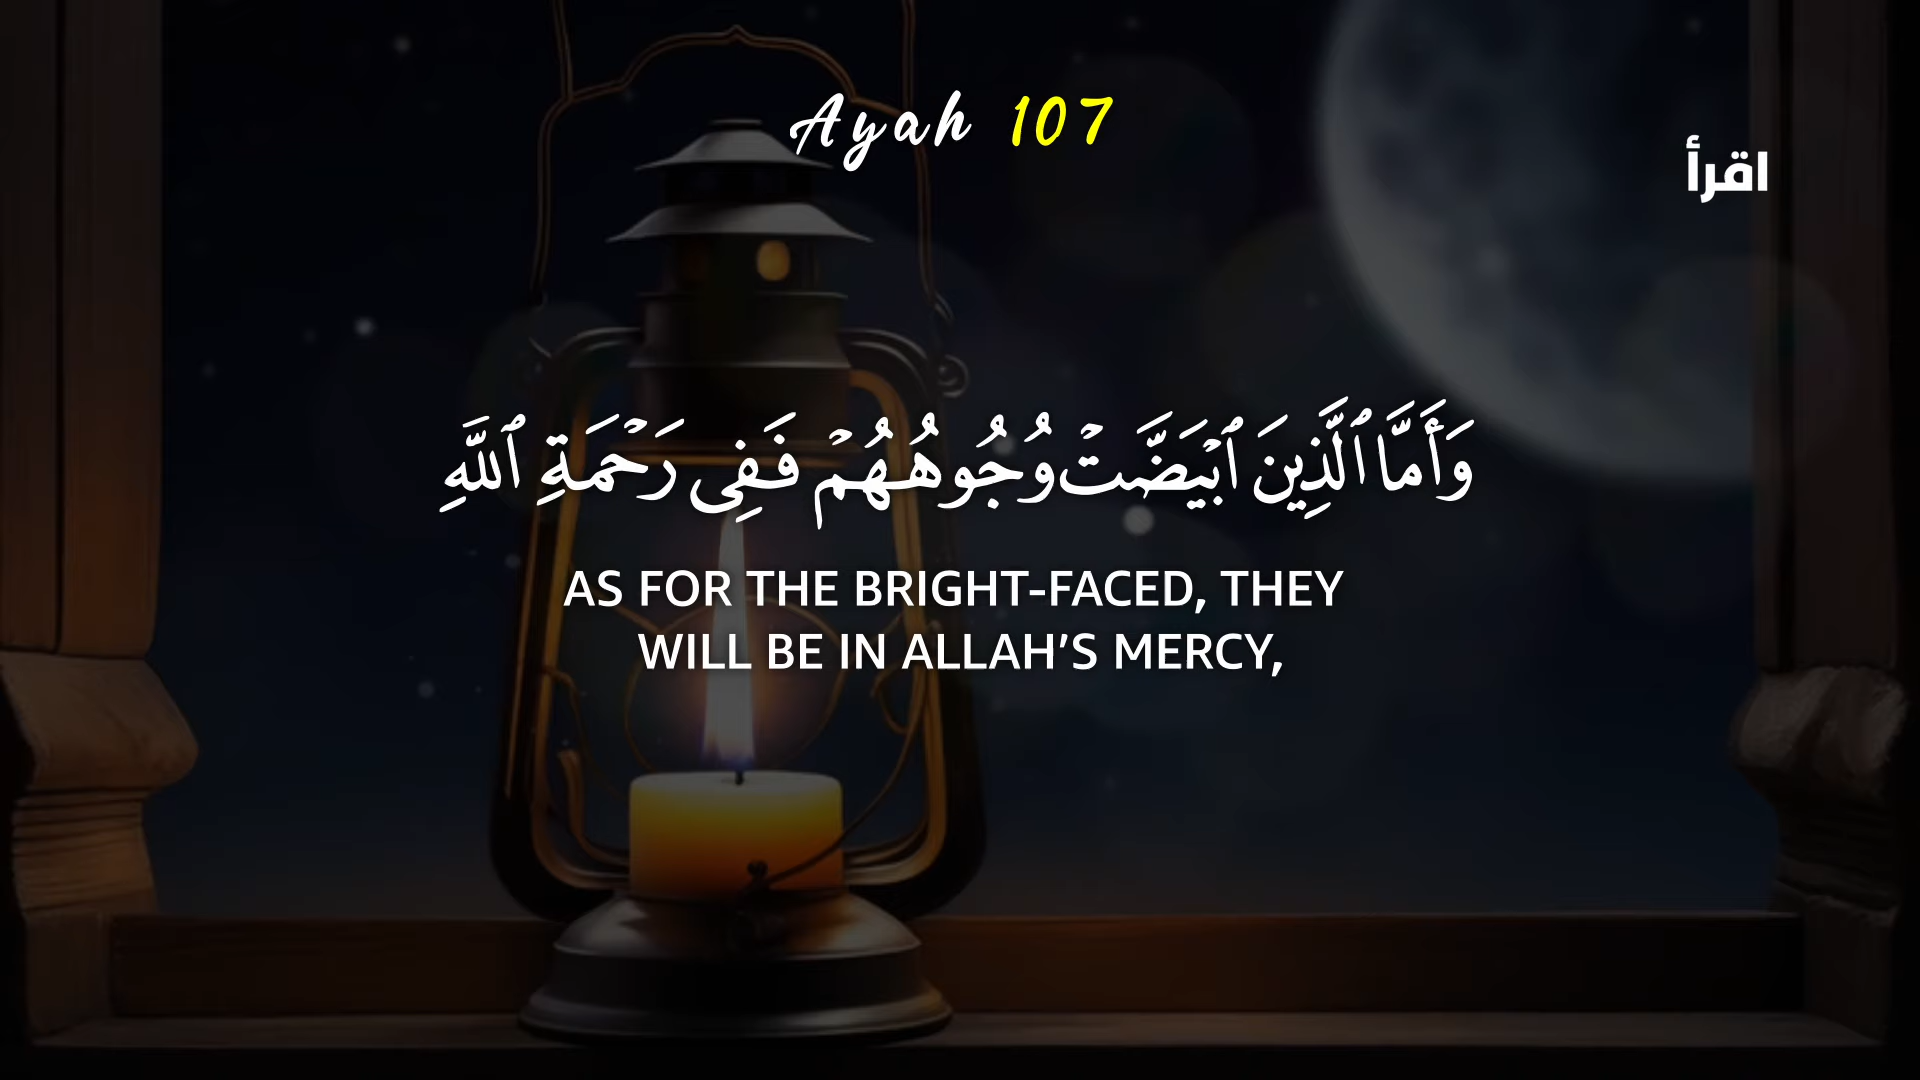 Ayah 107
اقرأ
وَأَمَّا ٱلَّذِينَ ٱبْيَضَّتْ وُجُوهُهُمْ فَفِى رَحْمَةِ ٱللَّهِ
AS FOR THE BRIGHT-FACED, THEY
WILL BE IN ALLAH’S MERCY,